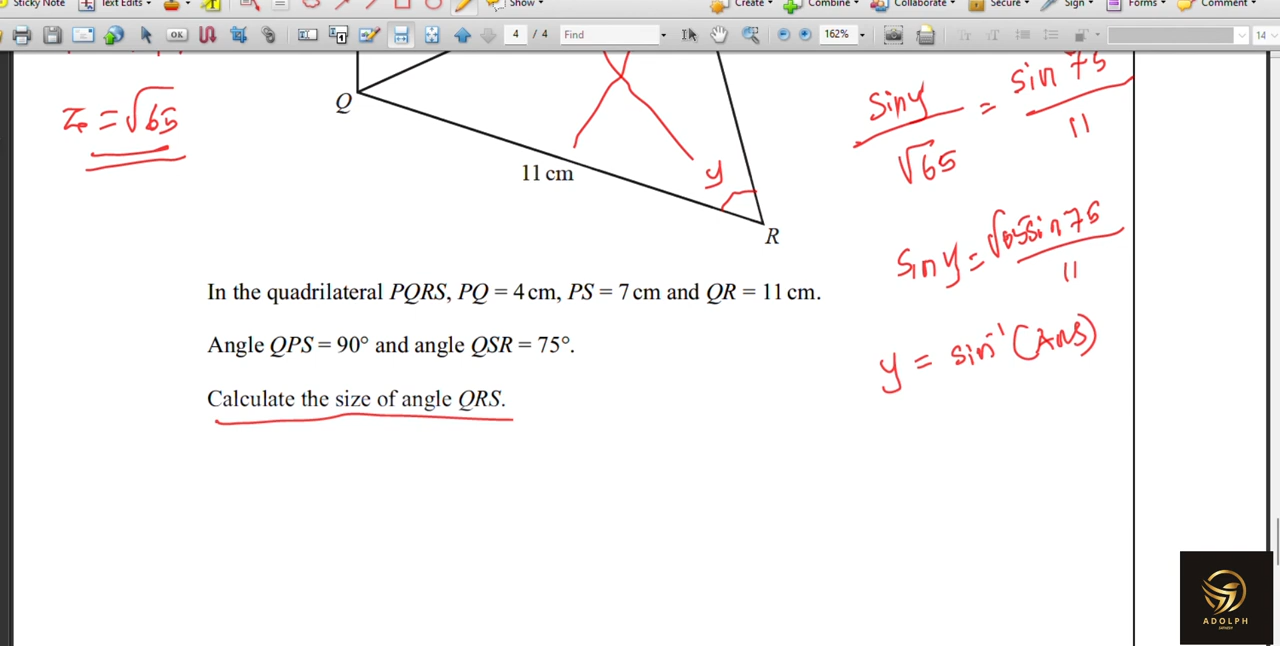 Sticky Note Text Edits Show Create Combine Collaborate Secure Sign Forms Comment
OK 4 / 4 Find 162% 14
Q
11 cm
y
R
z = √65
sin y / √65 = sin 75 / 11
sin y = √65 sin 75 / 11
y = sin⁻¹ (Ans)
In the quadrilateral PQRS, PQ = 4 cm, PS = 7 cm and QR = 11 cm.
Angle QPS = 90° and angle QSR = 75°.
Calculate the size of angle QRS.
ADOLPH